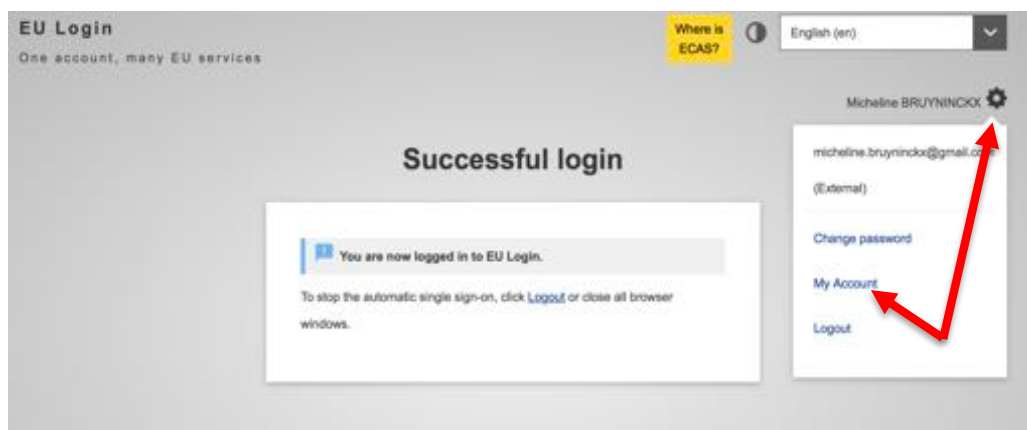 EU Login
One account, many EU services
Where is
ECAS?
English (en)
Micheline BRUYNINCKX
Successful login
micheline.bruyninckx@gmail.com
(External)
You are now logged in to EU Login.
Change password
To stop the automatic single sign-on, click Logout or close all browser
windows.
My Account
Logout